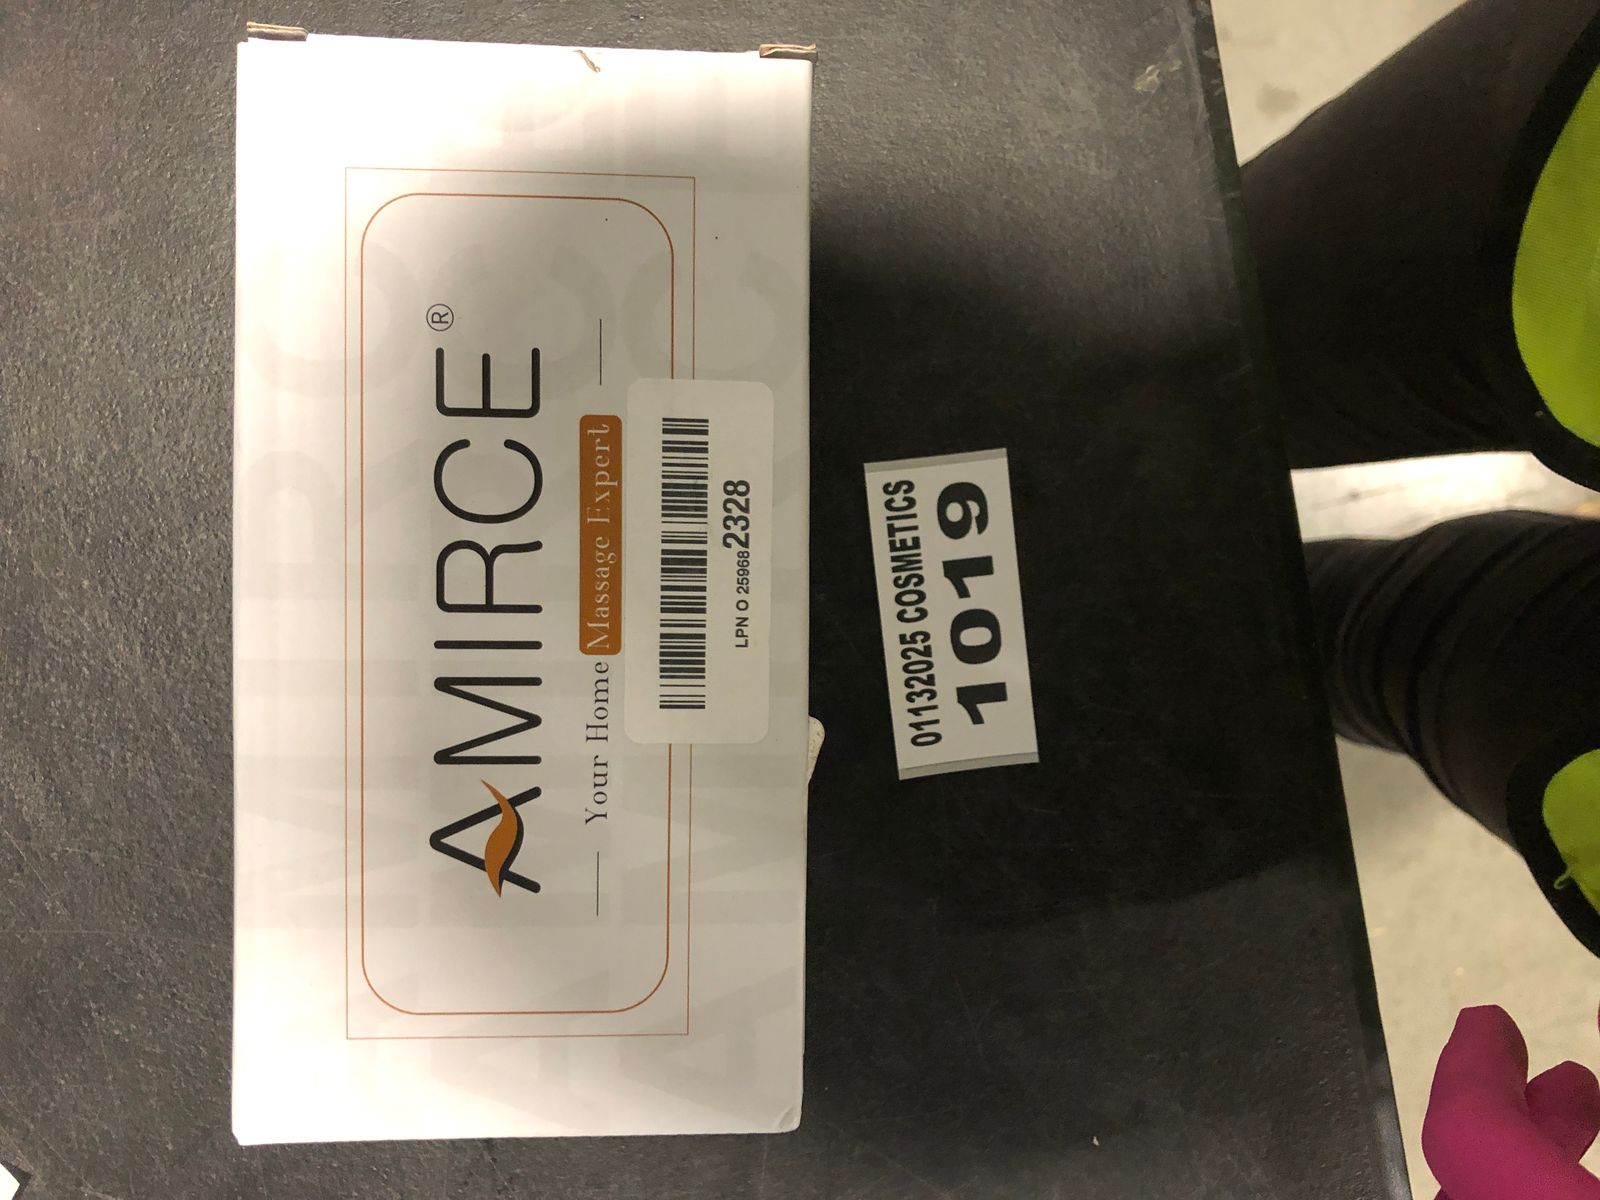 AMIRCE®
Your Home Massage Expert
LPN O 259682328
01132025 COSMETICS
1019